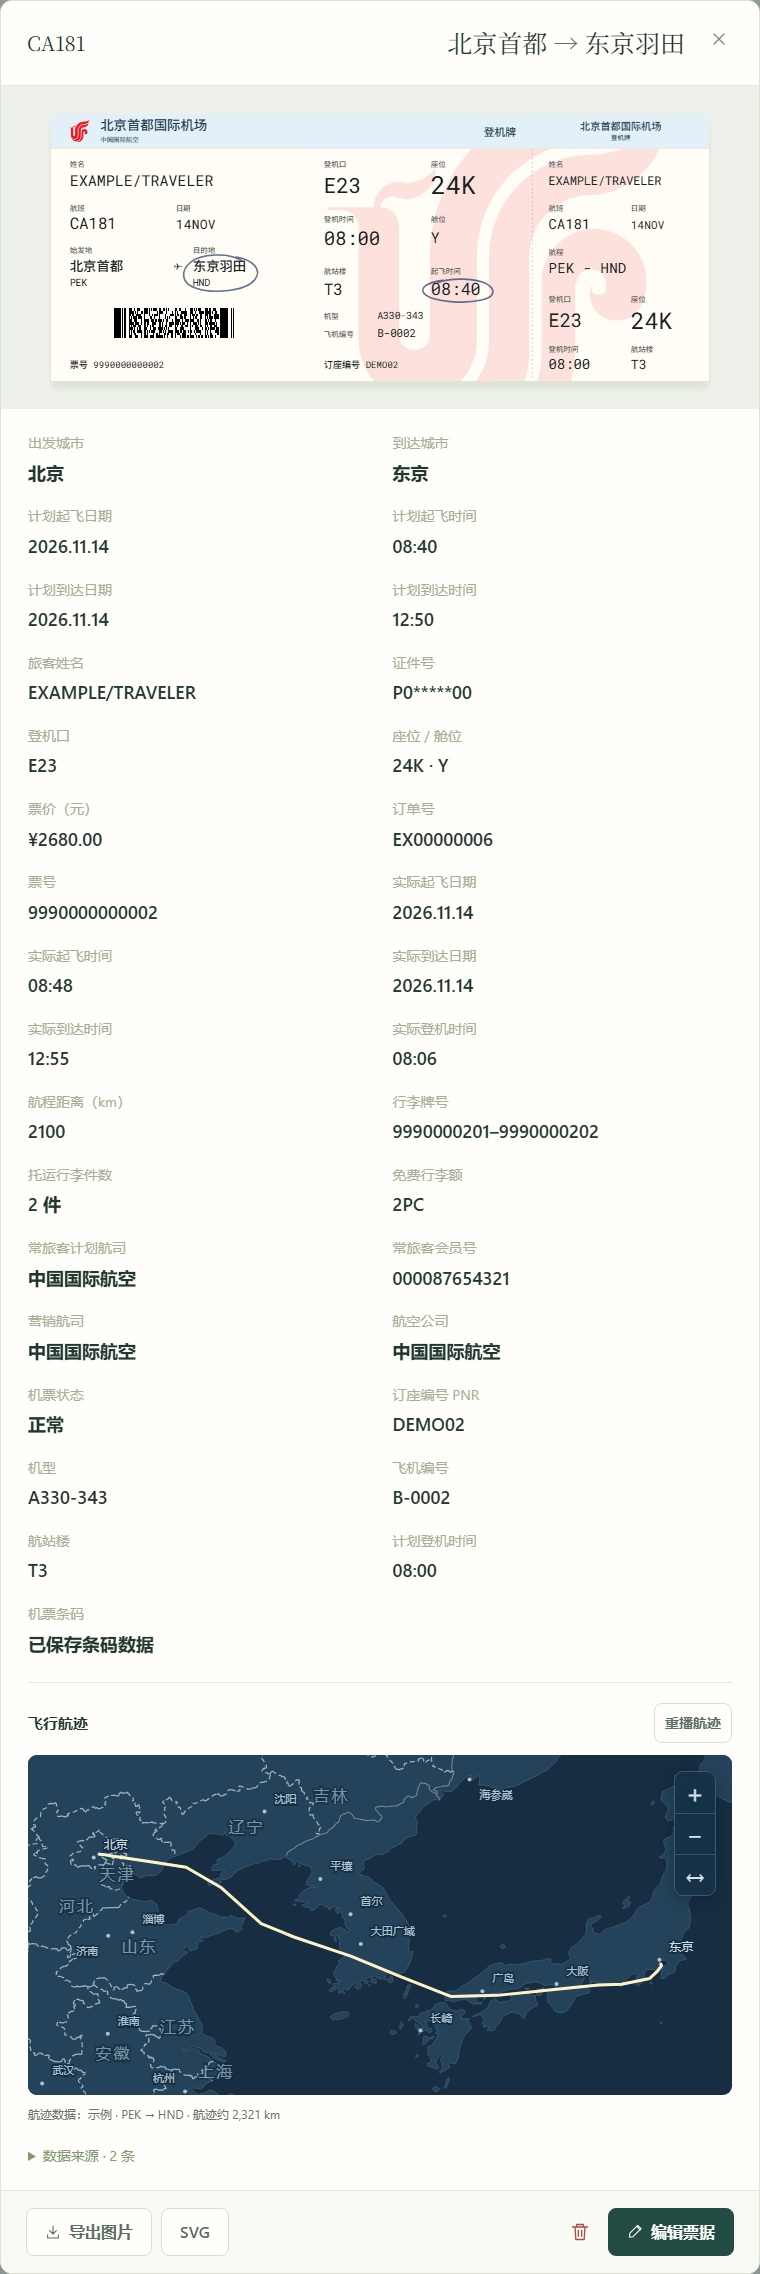 CA181
北京首都 → 东京羽田
北京首都国际机场
中国国际航空
登机牌
北京首都国际机场
登机牌
姓名
EXAMPLE/TRAVELER
航班
CA181
日期
14NOV
始发地
北京首都
PEK
目的地
东京羽田
HND
票号 9990000000002
登机口
E23
座位
24K
登机时间
08:00
舱位
Y
航站楼
T3
起飞时间
08:40
机型
A330-343
飞机编号
B-0002
订座编号 DEMO02
姓名
EXAMPLE/TRAVELER
航班
CA181
日期
14NOV
航程
PEK - HND
登机口
E23
座位
24K
登机时间
08:00
航站楼
T3
出发城市
北京
到达城市
东京
计划起飞日期
2026.11.14
计划起飞时间
08:40
计划到达日期
2026.11.14
计划到达时间
12:50
旅客姓名
EXAMPLE/TRAVELER
证件号
P0*****00
登机口
E23
座位 / 舱位
24K · Y
票价（元）
¥2680.00
订单号
EX00000006
票号
9990000000002
实际起飞日期
2026.11.14
实际起飞时间
08:48
实际到达日期
2026.11.14
实际到达时间
12:55
实际登机时间
08:06
航程距离（km）
2100
行李牌号
9990000201–9990000202
托运行李件数
2 件
免费行李额
2PC
常旅客计划航司
中国国际航空
常旅客会员号
000087654321
营销航司
中国国际航空
航空公司
中国国际航空
机票状态
正常
订座编号 PNR
DEMO02
机型
A330-343
飞机编号
B-0002
航站楼
T3
计划登机时间
08:00
机票条码
已保存条码数据
飞行航迹
重播航迹
沈阳
吉林
海参崴
辽宁
北京
天津
平壤
河北
首尔
淄博
大田广域
济南
山东
东京
广岛
大阪
长崎
淮南
江苏
安徽
武汉
杭州
上海
航迹数据：示例 · PEK → HND · 航迹约 2,321 km
数据来源 · 2 条
导出图片
SVG
编辑票据